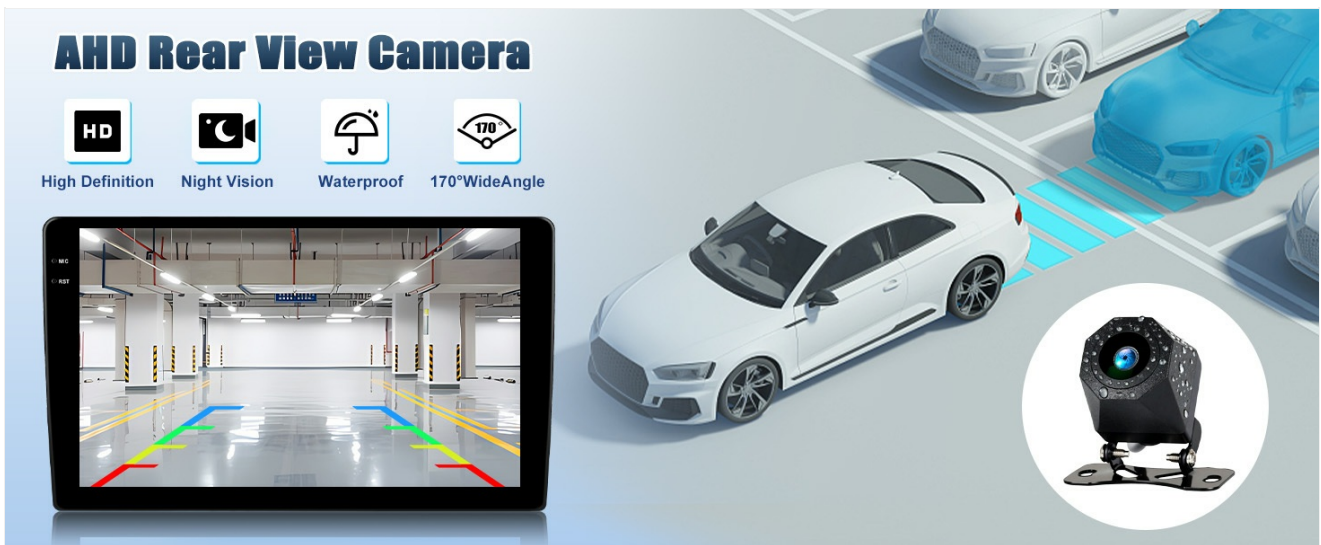 AHD Rear View Camera
HD
170°
High Definition
Night Vision
Waterproof
170°WideAngle
MIC
RST